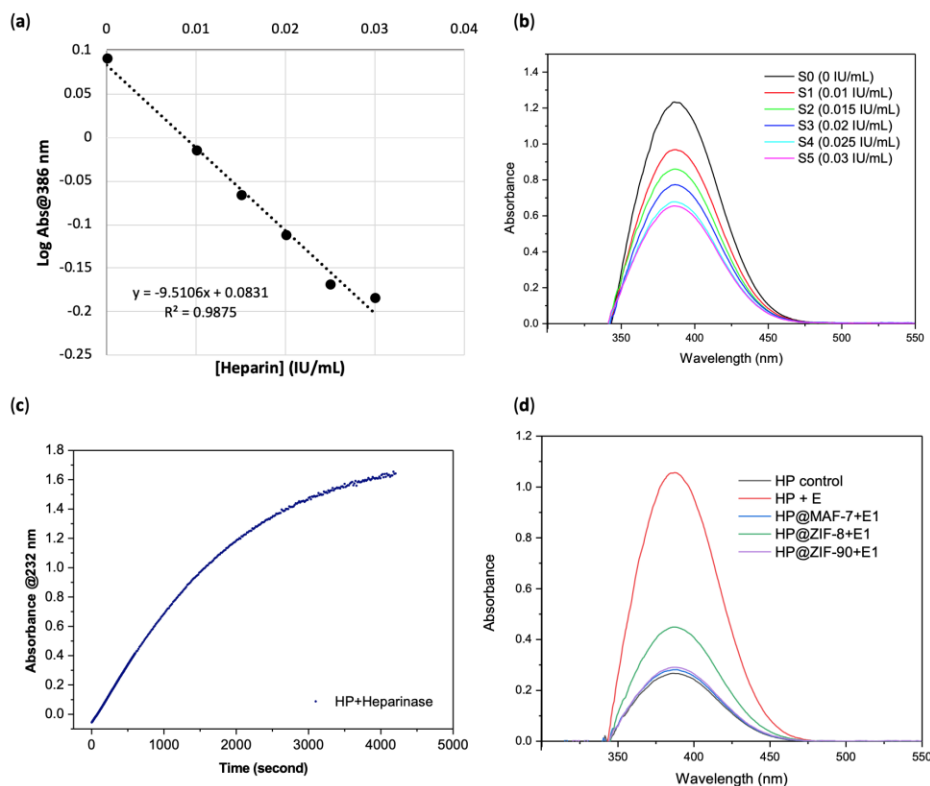 (a)
0 0.01 0.02 0.03 0.04
0.1
0.05
0
-0.05
-0.1
-0.15
-0.2
-0.25
Log Abs@386 nm
y = -9.5106x + 0.0831
R² = 0.9875
[Heparin] (IU/mL)
(b)
1.4
1.2
1.0
0.8
0.6
0.4
0.2
0.0
Absorbance
S0 (0 IU/mL)
S1 (0.01 IU/mL)
S2 (0.015 IU/mL)
S3 (0.02 IU/mL)
S4 (0.025 IU/mL)
S5 (0.03 IU/mL)
350 400 450 500 550
Wavelength (nm)
(c)
1.8
1.6
1.4
1.2
1.0
0.8
0.6
0.4
0.2
0.0
Absorbance @232 nm
HP+Heparinase
0 1000 2000 3000 4000 5000
Time (second)
(d)
1.2
1.0
0.8
0.6
0.4
0.2
0.0
Absorbance
HP control
HP + E
HP@MAF-7+E1
HP@ZIF-8+E1
HP@ZIF-90+E1
350 400 450 500 550
Wavelength (nm)